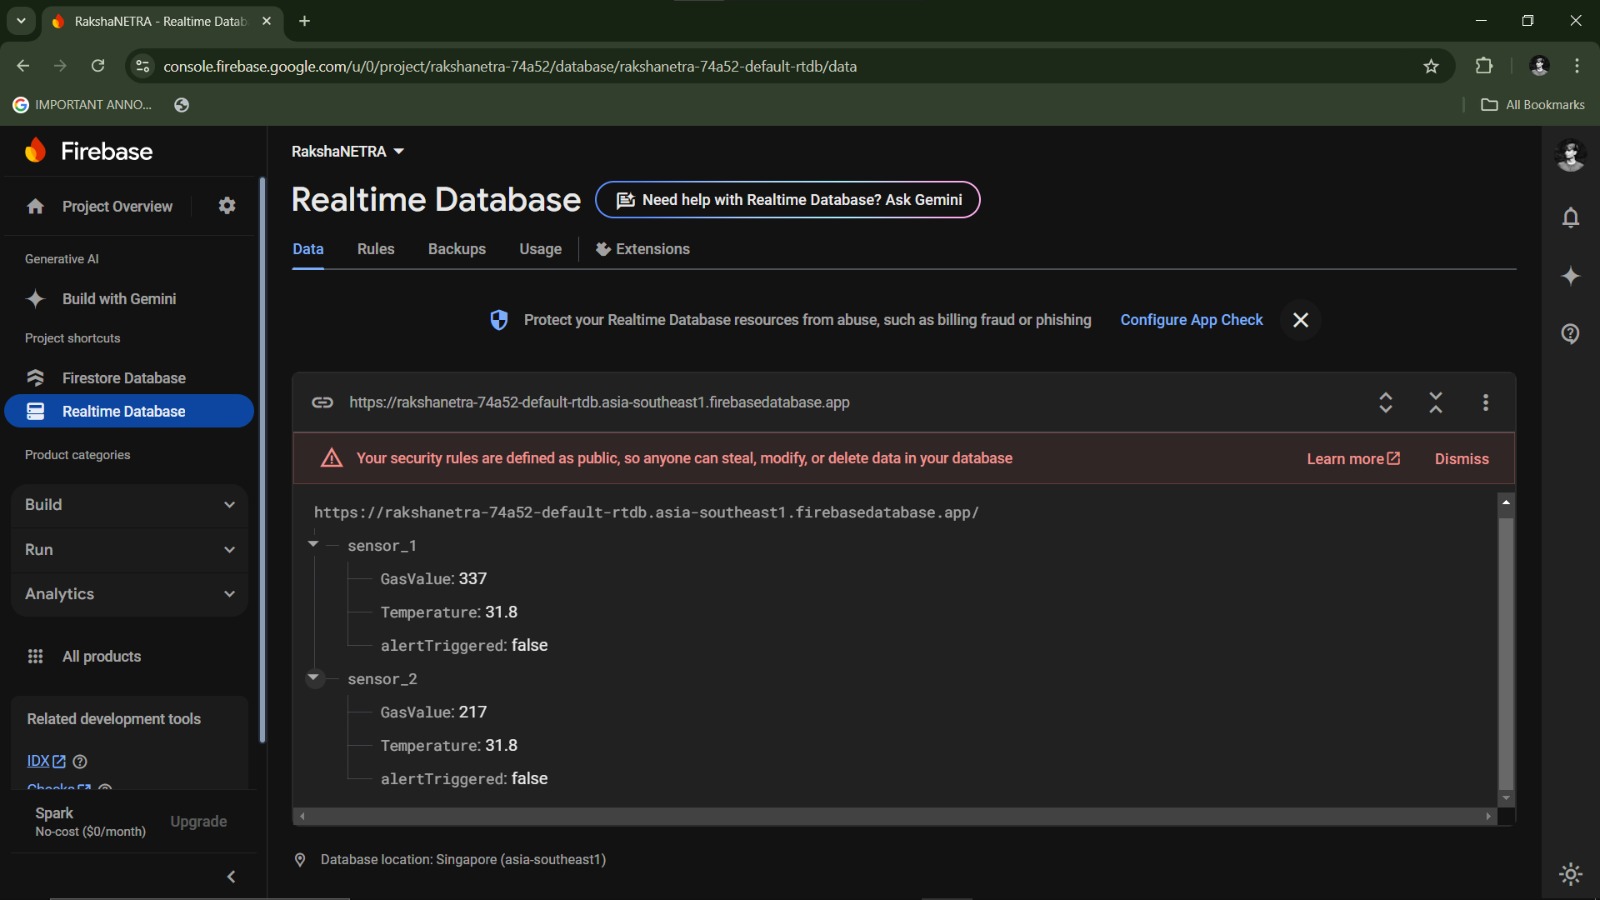 RakshaNETRA - Realtime Datab
console.firebase.google.com/u/0/project/rakshanetra-74a52/database/rakshanetra-74a52-default-rtdb/data
IMPORTANT ANNO...
All Bookmarks
Firebase
Project Overview
Generative AI
Build with Gemini
Project shortcuts
Firestore Database
Realtime Database
Product categories
Build
Run
Analytics
All products
Related development tools
IDX
Checks
Spark
No-cost ($0/month)
Upgrade
RakshaNETRA
Realtime Database
Need help with Realtime Database? Ask Gemini
Data Rules Backups Usage Extensions
Protect your Realtime Database resources from abuse, such as billing fraud or phishing Configure App Check
https://rakshanetra-74a52-default-rtdb.asia-southeast1.firebasedatabase.app
Your security rules are defined as public, so anyone can steal, modify, or delete data in your database Learn more Dismiss
https://rakshanetra-74a52-default-rtdb.asia-southeast1.firebasedatabase.app/
sensor_1
GasValue: 337
Temperature: 31.8
alertTriggered: false
sensor_2
GasValue: 217
Temperature: 31.8
alertTriggered: false
Database location: Singapore (asia-southeast1)